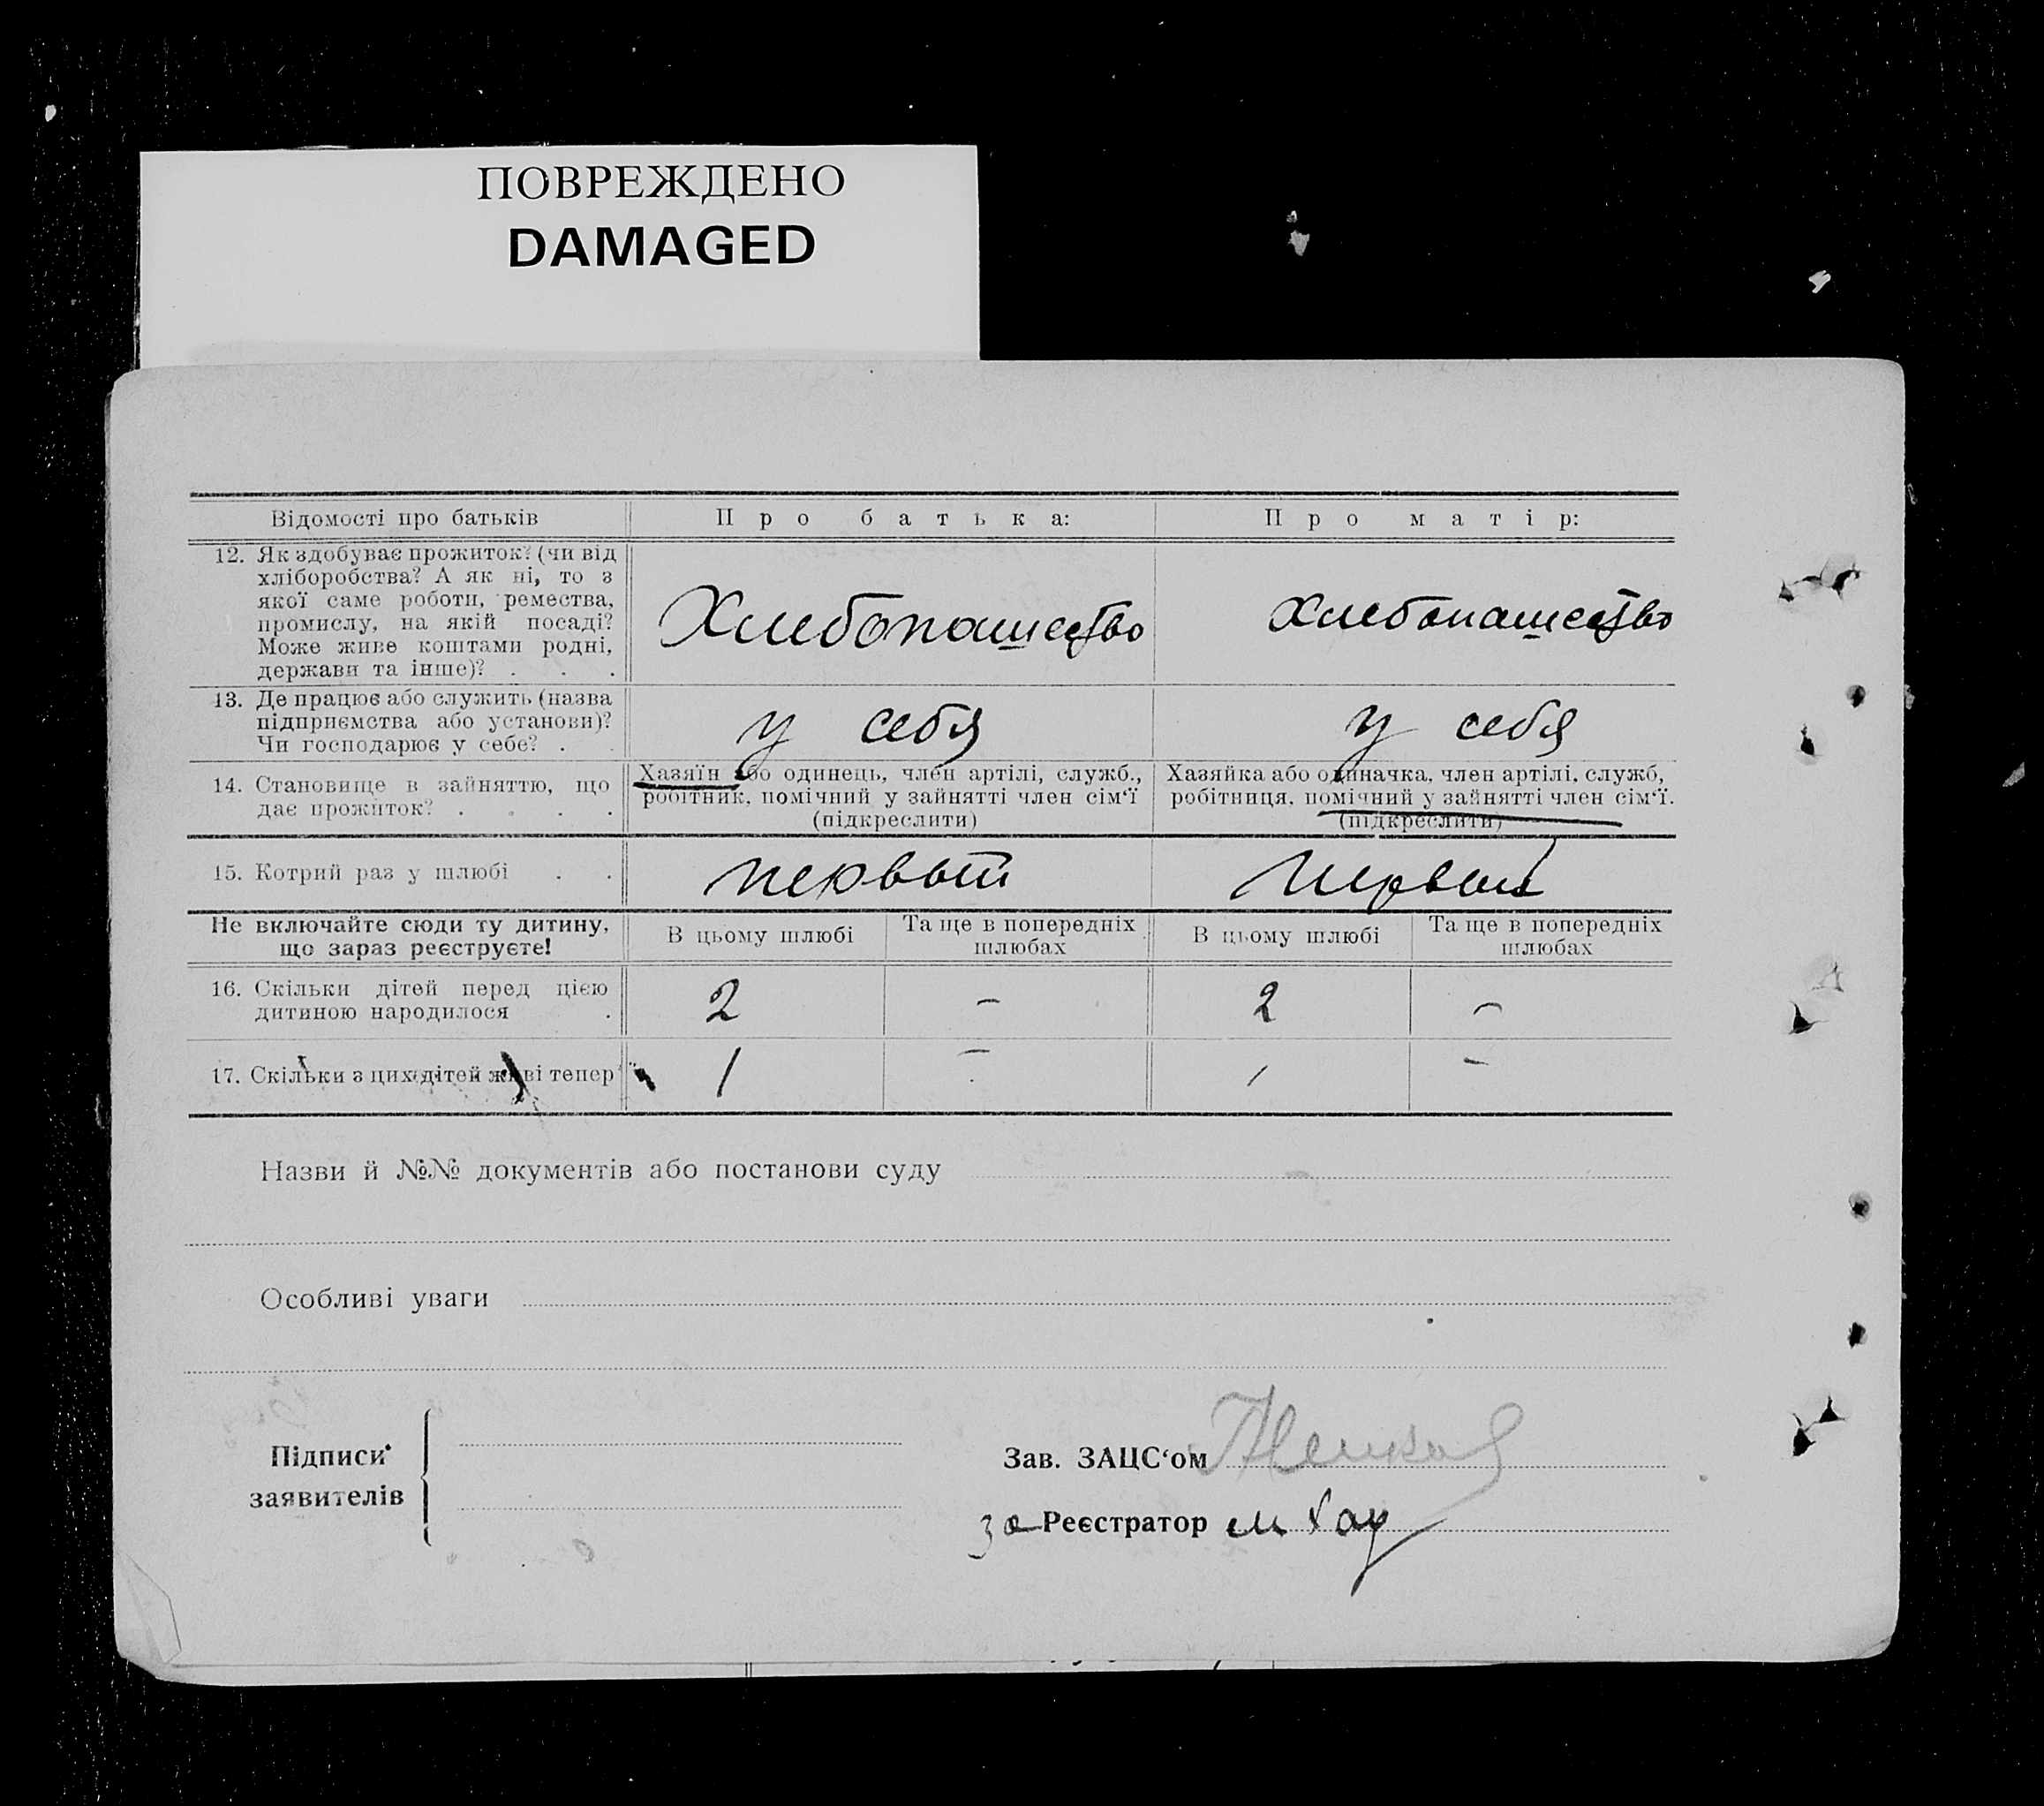 ПОВРЕЖДЕНО
DAMAGED
Відомості про батьків
Про батька:
Про матір:
12. Як здобуває прожиток? (чи від
хліборобства? А як ні, то з
якої саме роботи, ремества,
промислу, на якій посаді?
Може живе коштами родні,
держави та інше)? . . .
Хлебопашество
Хлебопашество
13. Де працює або служить (назва
підприємства або установи)?
Чи господарює у себе? . .
у себя
у себя
14. Становище в зайняттю, що
дає прожиток? . . . .
Хазяїн або одинець, член артілі, служб.,
робітник, помічний у зайнятті член сім‘ї
(підкреслити)
Хазяйка або одиначка, член артілі, служб,
робітниця, помічний у зайнятті член сім‘ї.
(підкреслити)
15. Котрий раз у шлюбі . .
первый
первый
Не включайте сюди ту дитину,
що зараз реєструєте!
В цьому шлюбі
Та ще в попередніх
шлюбах
В цьому шлюбі
Та ще в попередніх
шлюбах
16. Скільки дітей перед цією
дитиною народилося .
2 – 2 –
17. Скільки з цих дітей живі тепер
1 – 1 –
Назви й №№ документів або постанови суду
Особливі уваги
Підписи
заявителів
Зав. ЗАЦС‘ом
за Реєстратор